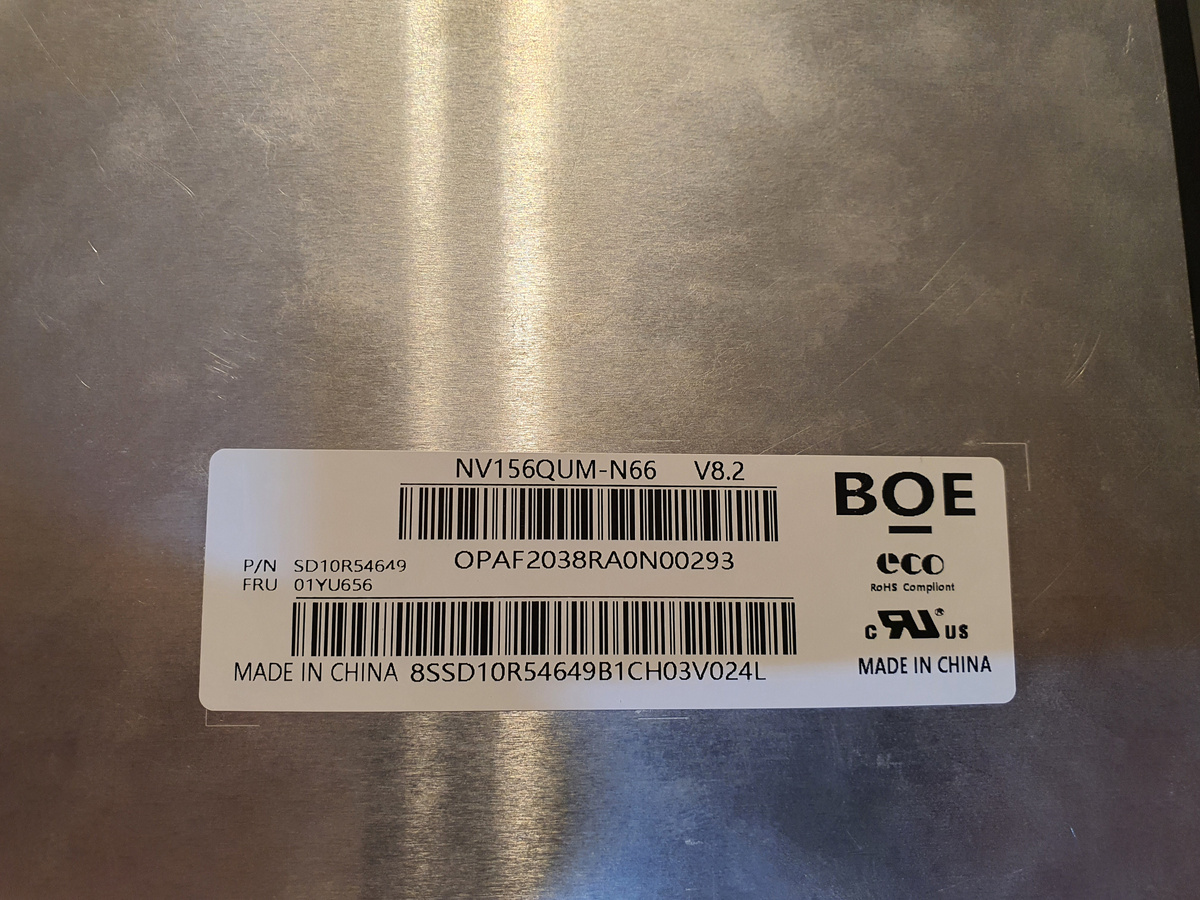 NV156QUM-N66 V8.2
OPAF2038RA0N00293
P/N SD10R54649
FRU 01YU656
MADE IN CHINA 8SSD10R54649B1CH03V024L
BOE
eco
RoHS Compliant
c RU ® US
MADE IN CHINA